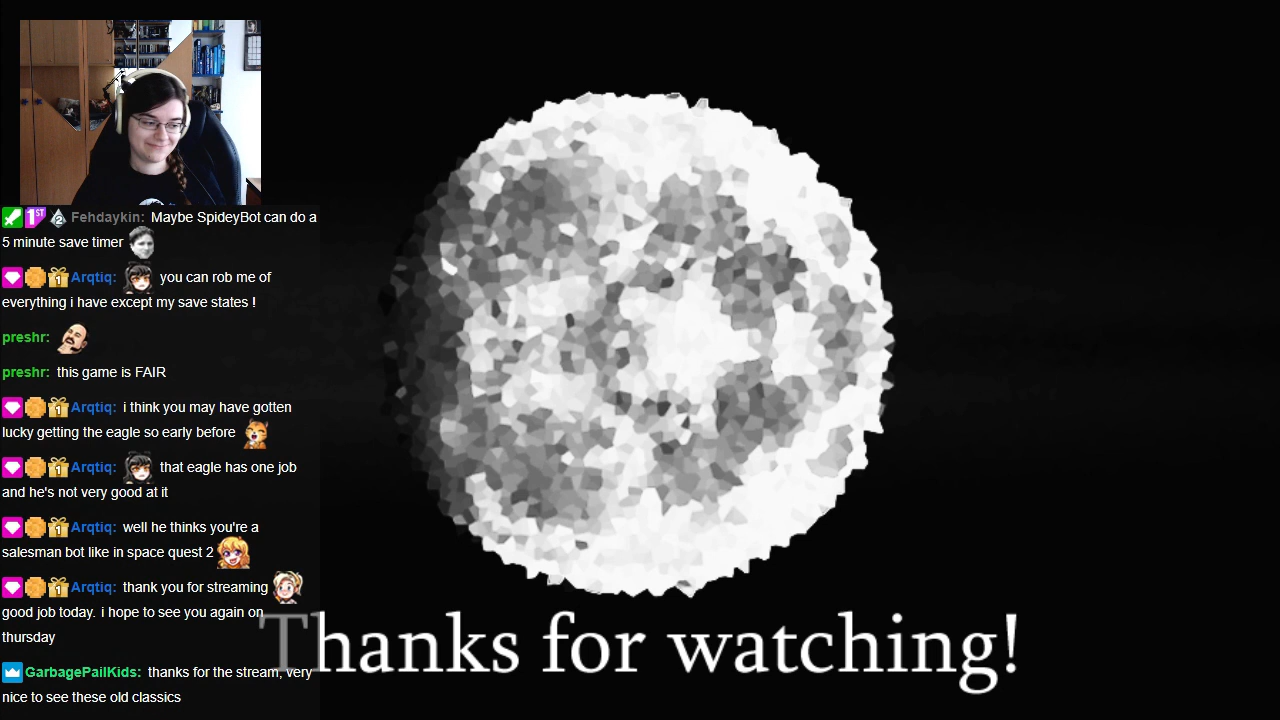 Fehdaykin: Maybe SpideyBot can do a
5 minute save timer
Arqtiq: you can rob me of
everything i have except my save states !
preshr:
preshr: this game is FAIR
Arqtiq: i think you may have gotten
lucky getting the eagle so early before
Arqtiq: that eagle has one job
and he's not very good at it
Arqtiq: well he thinks you're a
salesman bot like in space quest 2
Arqtiq: thank you for streaming
good job today. i hope to see you again on
thursday
GarbagePailKids: thanks for the stream, very
nice to see these old classics
Thanks for watching!